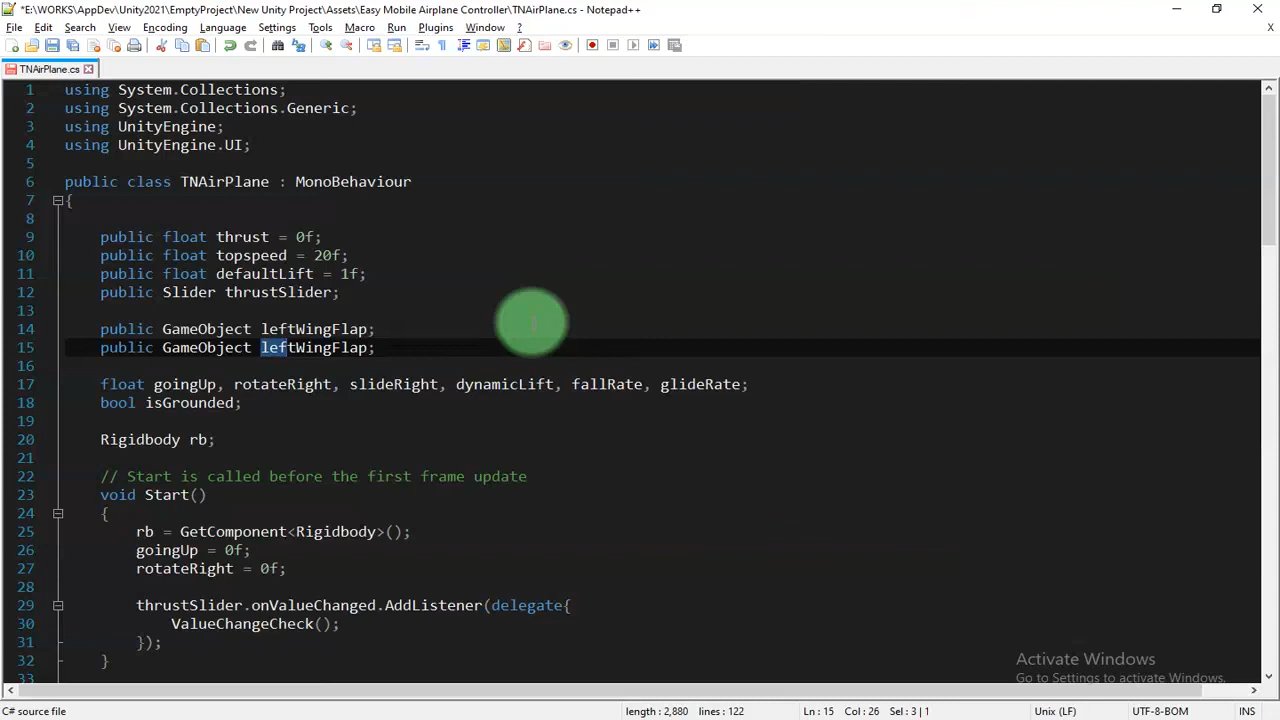 *E:\WORKS\AppDev\Unity2021\EmptyProject\New Unity Project\Assets\Easy Mobile Airplane Controller\TNAirPlane.cs - Notepad++
File Edit Search View Encoding Language Settings Tools Macro Run Plugins Window ? X
TNAirPlane.cs
1 using System.Collections;
2 using System.Collections.Generic;
3 using UnityEngine;
4 using UnityEngine.UI;
5
6 public class TNAirPlane : MonoBehaviour
7 {
8
9 public float thrust = 0f;
10 public float topspeed = 20f;
11 public float defaultLift = 1f;
12 public Slider thrustSlider;
13
14 public GameObject leftWingFlap;
15 public GameObject leftWingFlap;
16
17 float goingUp, rotateRight, slideRight, dynamicLift, fallRate, glideRate;
18 bool isGrounded;
19
20 Rigidbody rb;
21
22 // Start is called before the first frame update
23 void Start()
24 {
25 rb = GetComponent<Rigidbody>();
26 goingUp = 0f;
27 rotateRight = 0f;
28
29 thrustSlider.onValueChanged.AddListener(delegate{
30 ValueChangeCheck();
31 });
32 }
33
Activate Windows
Go to Settings to activate Windows.
C# source file length : 2,880 lines : 122 Ln : 15 Col : 26 Sel : 3 | 1 Unix (LF) UTF-8-BOM INS